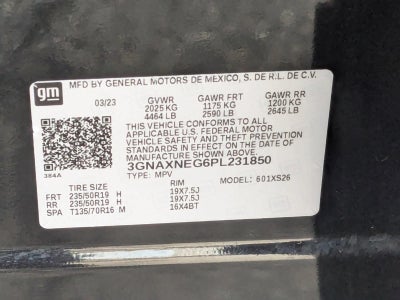 gm
MFD BY GENERAL MOTORS DE MEXICO, S. DE R.L. DE C.V.
03/23 GVWR GAWR FRT GAWR RR
2025 KG 1175 KG 1200 KG
4464 LB 2590 LB 2645 LB
THIS VEHICLE CONFORMS TO ALL
APPLICABLE U.S. FEDERAL MOTOR
VEHICLE SAFETY AND THEFT PREVENTION
STANDARDS IN EFFECT ON THE DATE OF
MANUFACTURE SHOWN ABOVE.
3GNAXNEG6PL231850
384A
TYPE: MPV MODEL: 601XS26
TIRE SIZE RIM
FRT 235/50R19 H 19X7.5J
RR 235/50R19 H 19X7.5J
SPA T135/70R16 M 16X4BT